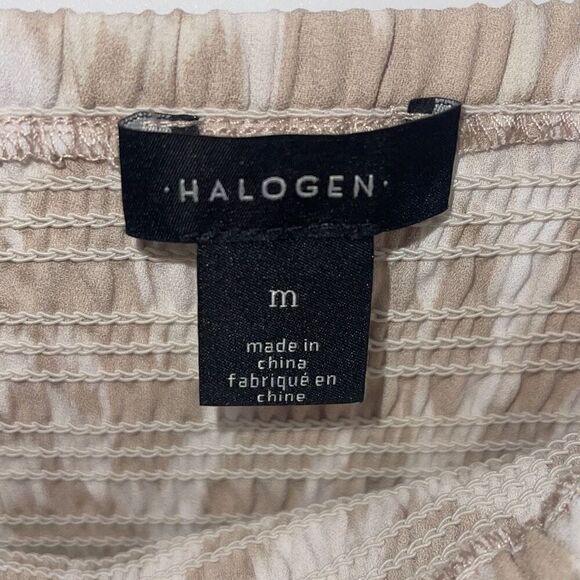 ·HALOGEN·
m
made in
china
fabriqué en
chine